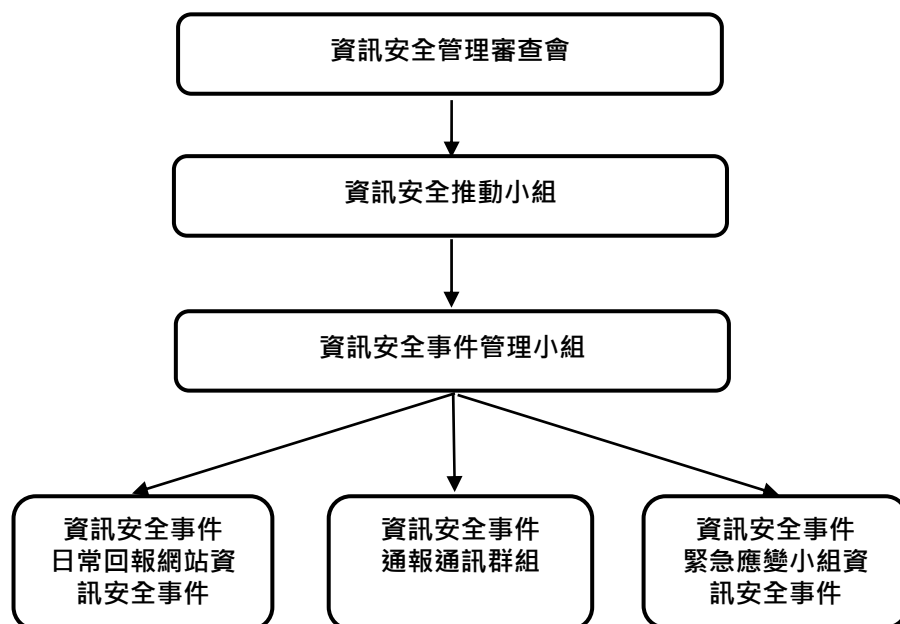 資訊安全管理審查會
資訊安全推動小組
資訊安全事件管理小組
資訊安全事件
日常回報網站資
訊安全事件
資訊安全事件
通報通訊群組
資訊安全事件
緊急應變小組資
訊安全事件